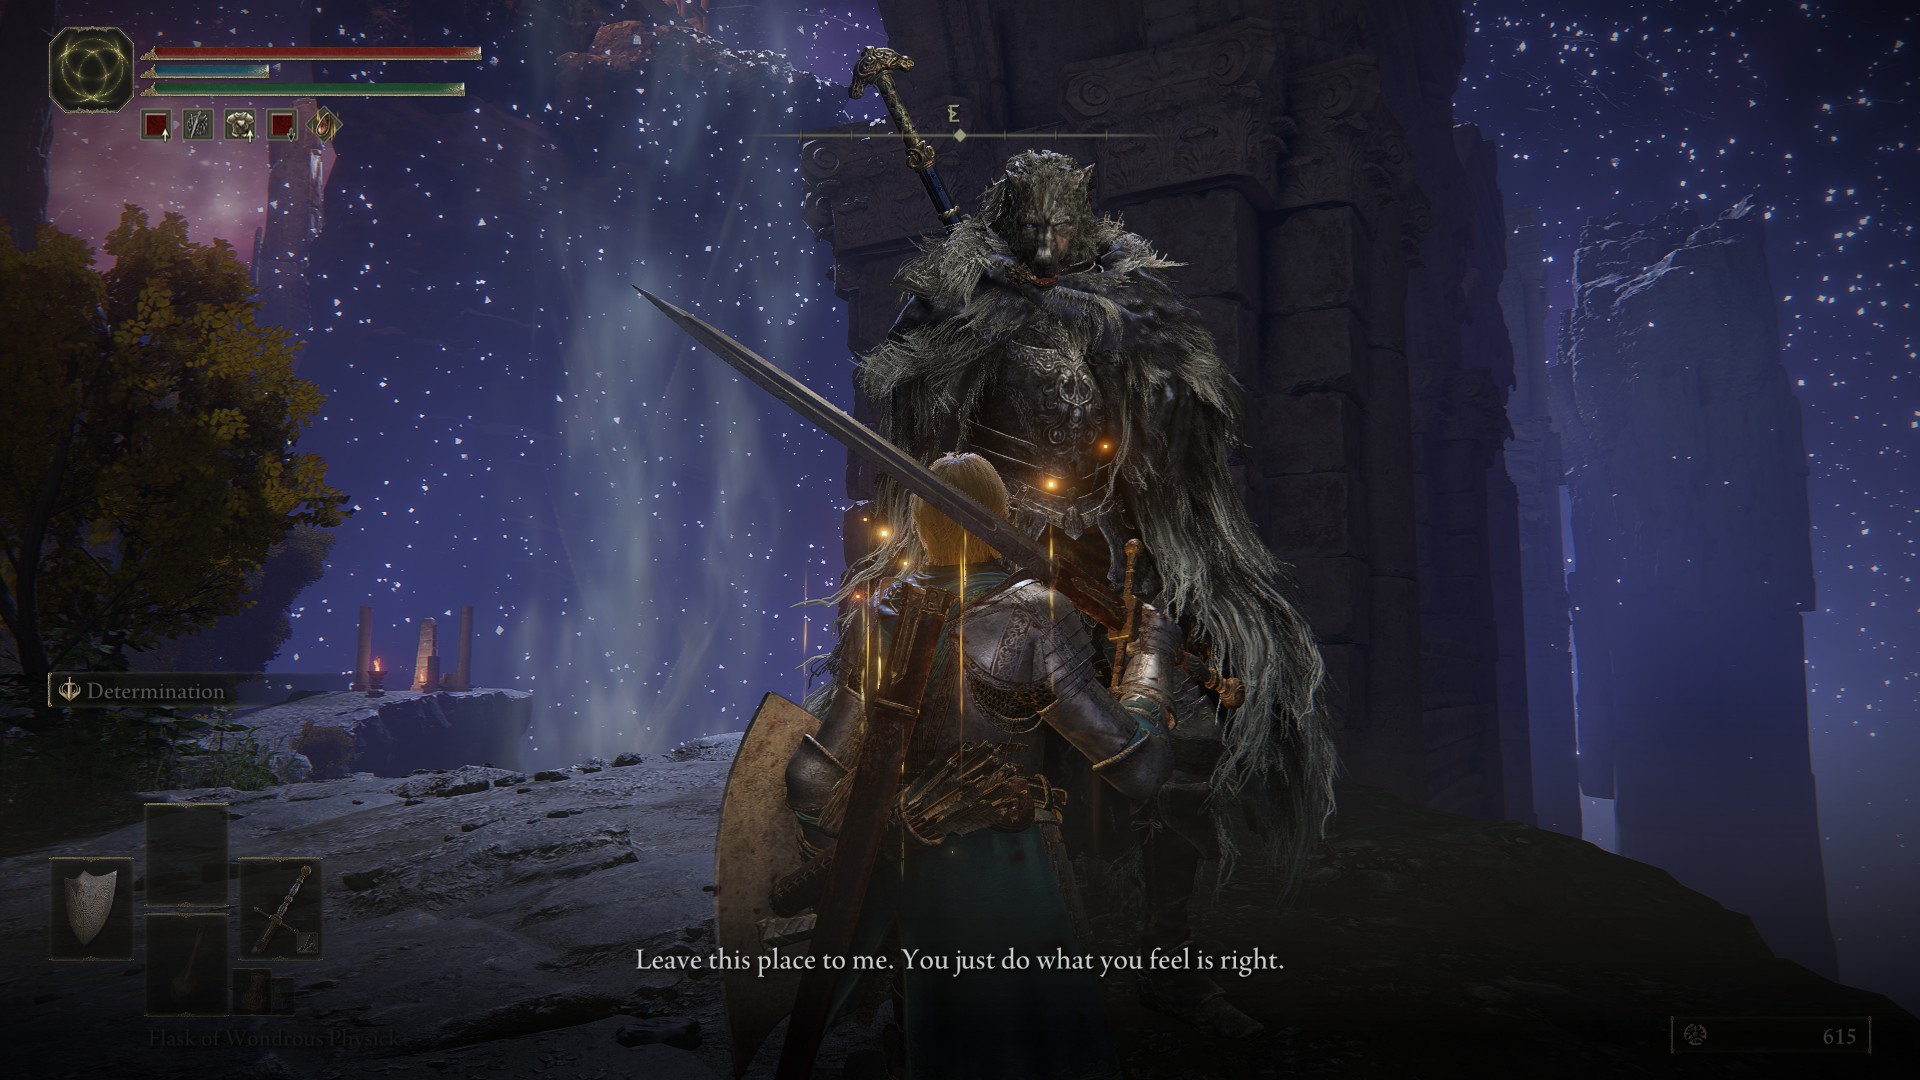 E
Determination
Leave this place to me. You just do what you feel is right.
Flask of Wondrous Physick
615